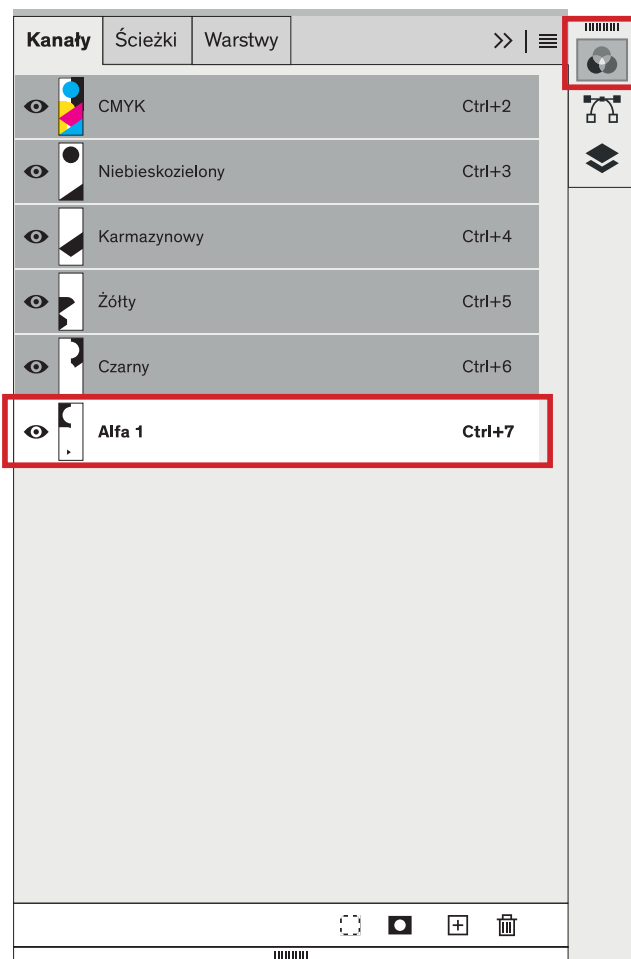 Kanały Ścieżki Warstwy
CMYK Ctrl+2
Niebieskozielony Ctrl+3
Karmazynowy Ctrl+4
Żółty Ctrl+5
Czarny Ctrl+6
Alfa 1 Ctrl+7